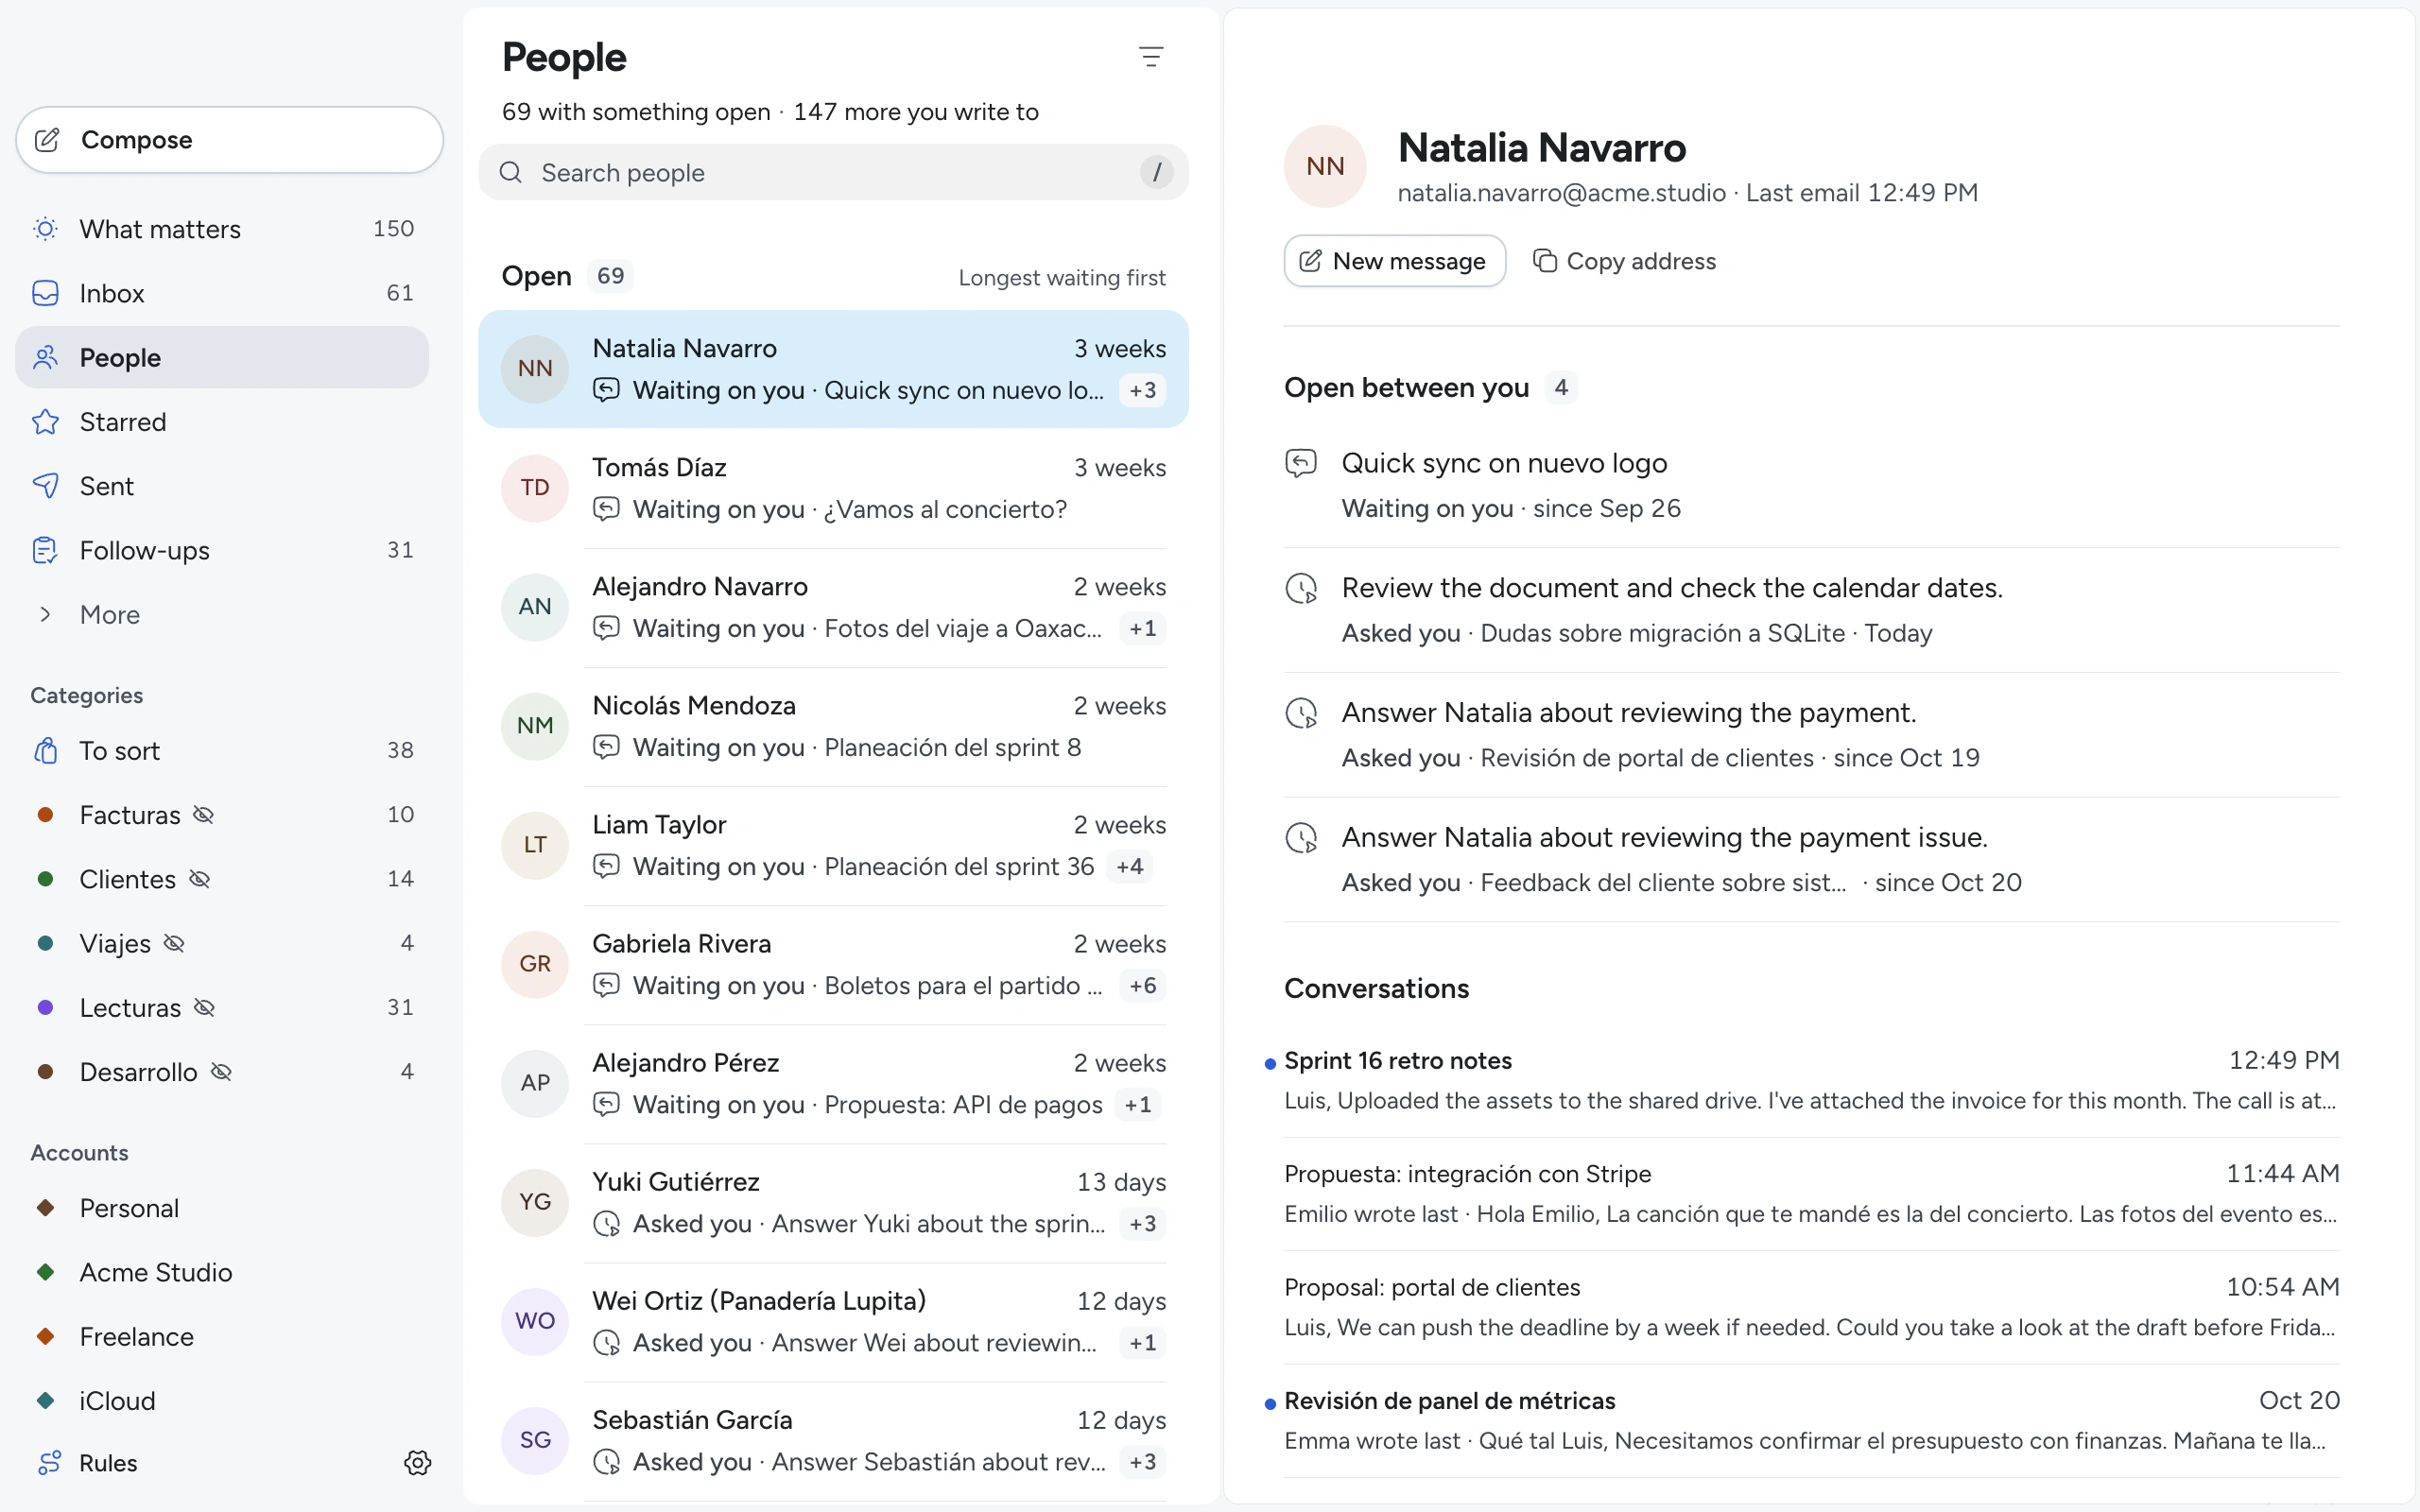 Compose
What matters 150
Inbox 61
People
Starred
Sent
Follow-ups 31
More
Categories
To sort 38
Facturas 10
Clientes 14
Viajes 4
Lecturas 31
Desarrollo 4
Accounts
Personal
Acme Studio
Freelance
iCloud
Rules
People
69 with something open · 147 more you write to
Search people /
Open 69 Longest waiting first
NN Natalia Navarro 3 weeks
Waiting on you · Quick sync on nuevo lo... +3
TD Tomás Díaz 3 weeks
Waiting on you · ¿Vamos al concierto?
AN Alejandro Navarro 2 weeks
Waiting on you · Fotos del viaje a Oaxac... +1
NM Nicolás Mendoza 2 weeks
Waiting on you · Planeación del sprint 8
LT Liam Taylor 2 weeks
Waiting on you · Planeación del sprint 36 +4
GR Gabriela Rivera 2 weeks
Waiting on you · Boletos para el partido ... +6
AP Alejandro Pérez 2 weeks
Waiting on you · Propuesta: API de pagos +1
YG Yuki Gutiérrez 13 days
Asked you · Answer Yuki about the sprin... +3
WO Wei Ortiz (Panadería Lupita) 12 days
Asked you · Answer Wei about reviewin... +1
SG Sebastián García 12 days
Asked you · Answer Sebastián about rev... +3
NN Natalia Navarro
natalia.navarro@acme.studio · Last email 12:49 PM
New message Copy address
Open between you 4
Quick sync on nuevo logo
Waiting on you · since Sep 26
Review the document and check the calendar dates.
Asked you · Dudas sobre migración a SQLite · Today
Answer Natalia about reviewing the payment.
Asked you · Revisión de portal de clientes · since Oct 19
Answer Natalia about reviewing the payment issue.
Asked you · Feedback del cliente sobre sist... · since Oct 20
Conversations
Sprint 16 retro notes 12:49 PM
Luis, Uploaded the assets to the shared drive. I've attached the invoice for this month. The call is at...
Propuesta: integración con Stripe 11:44 AM
Emilio wrote last · Hola Emilio, La canción que te mandé es la del concierto. Las fotos del evento es...
Proposal: portal de clientes 10:54 AM
Luis, We can push the deadline by a week if needed. Could you take a look at the draft before Frida...
Revisión de panel de métricas Oct 20
Emma wrote last · Qué tal Luis, Necesitamos confirmar el presupuesto con finanzas. Mañana te lla...